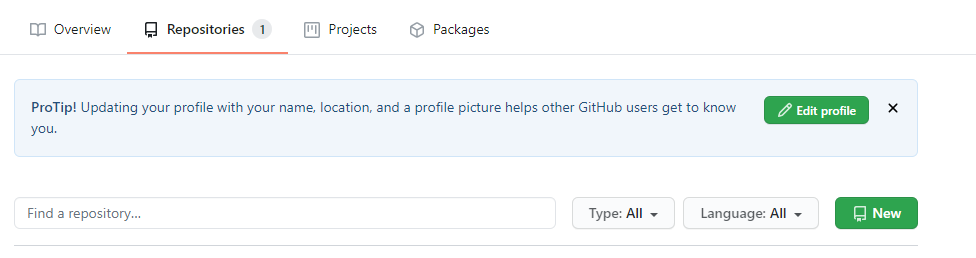 Overview Repositories 1 Projects Packages
ProTip! Updating your profile with your name, location, and a profile picture helps other GitHub users get to know
you.
Edit profile
Find a repository...
Type: All
Language: All
New